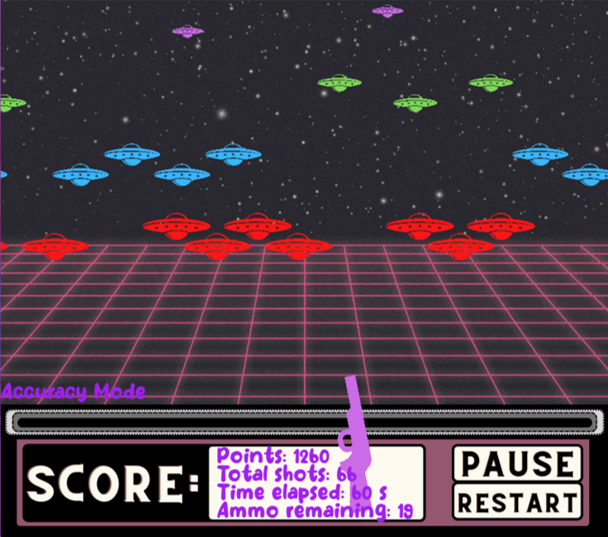 Accuracy Mode
SCORE:
Points: 1260
Total shots: 66
Time elapsed: 60 s
Ammo remaining: 19
PAUSE
RESTART